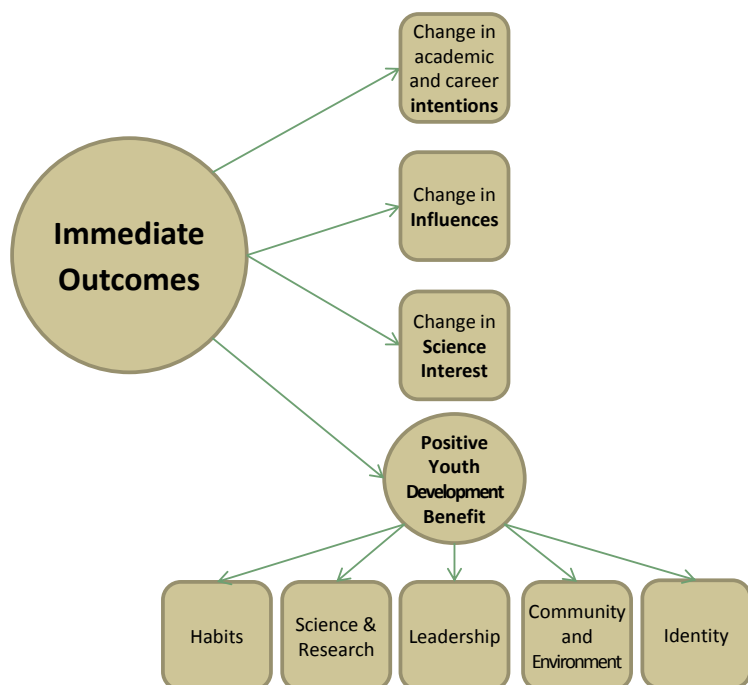 Change in
academic
and career
intentions
Immediate
Outcomes
Change in
Influences
Change in
Science
Interest
Positive
Youth
Development
Benefit
Habits
Science &
Research
Leadership
Community
and
Environment
Identity